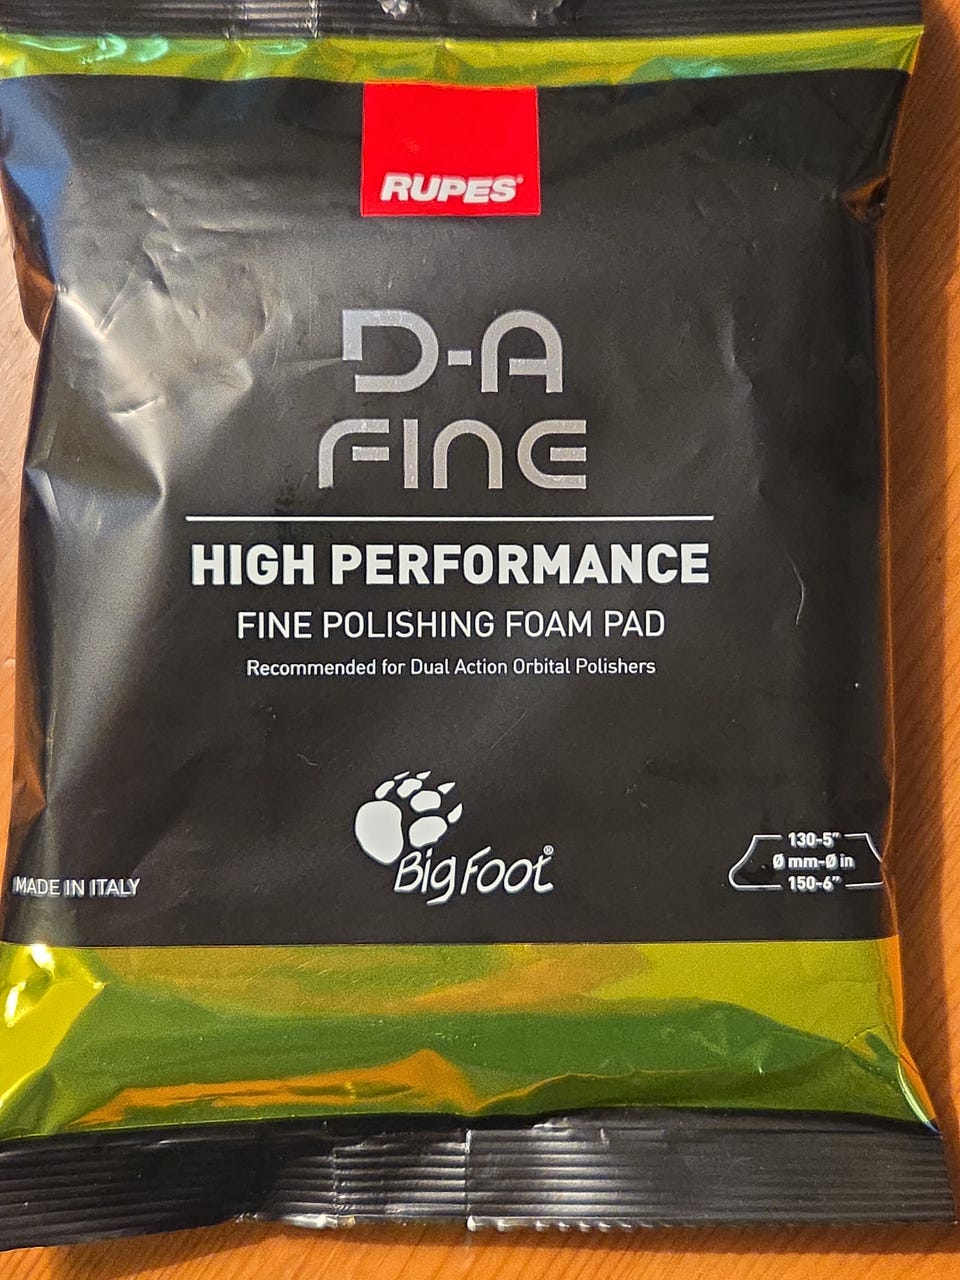 RUPES®
D-A
FINE
HIGH PERFORMANCE
FINE POLISHING FOAM PAD
Recommended for Dual Action Orbital Polishers
BigFoot®
MADE IN ITALY
130-5"
Ø mm-Ø in
150-6"